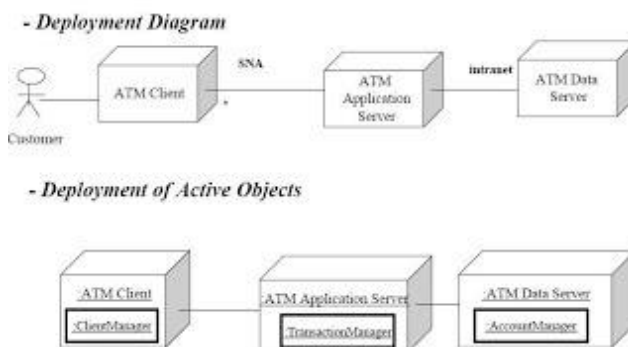 - Deployment Diagram
SNA
intranet
ATM Client
*
ATM
Application
Server
ATM Data
Server
Customer
- Deployment of Active Objects
:ATM Client
:ClientManager
:ATM Application Server
:TransactionManager
:ATM Data Server
:AccountManager